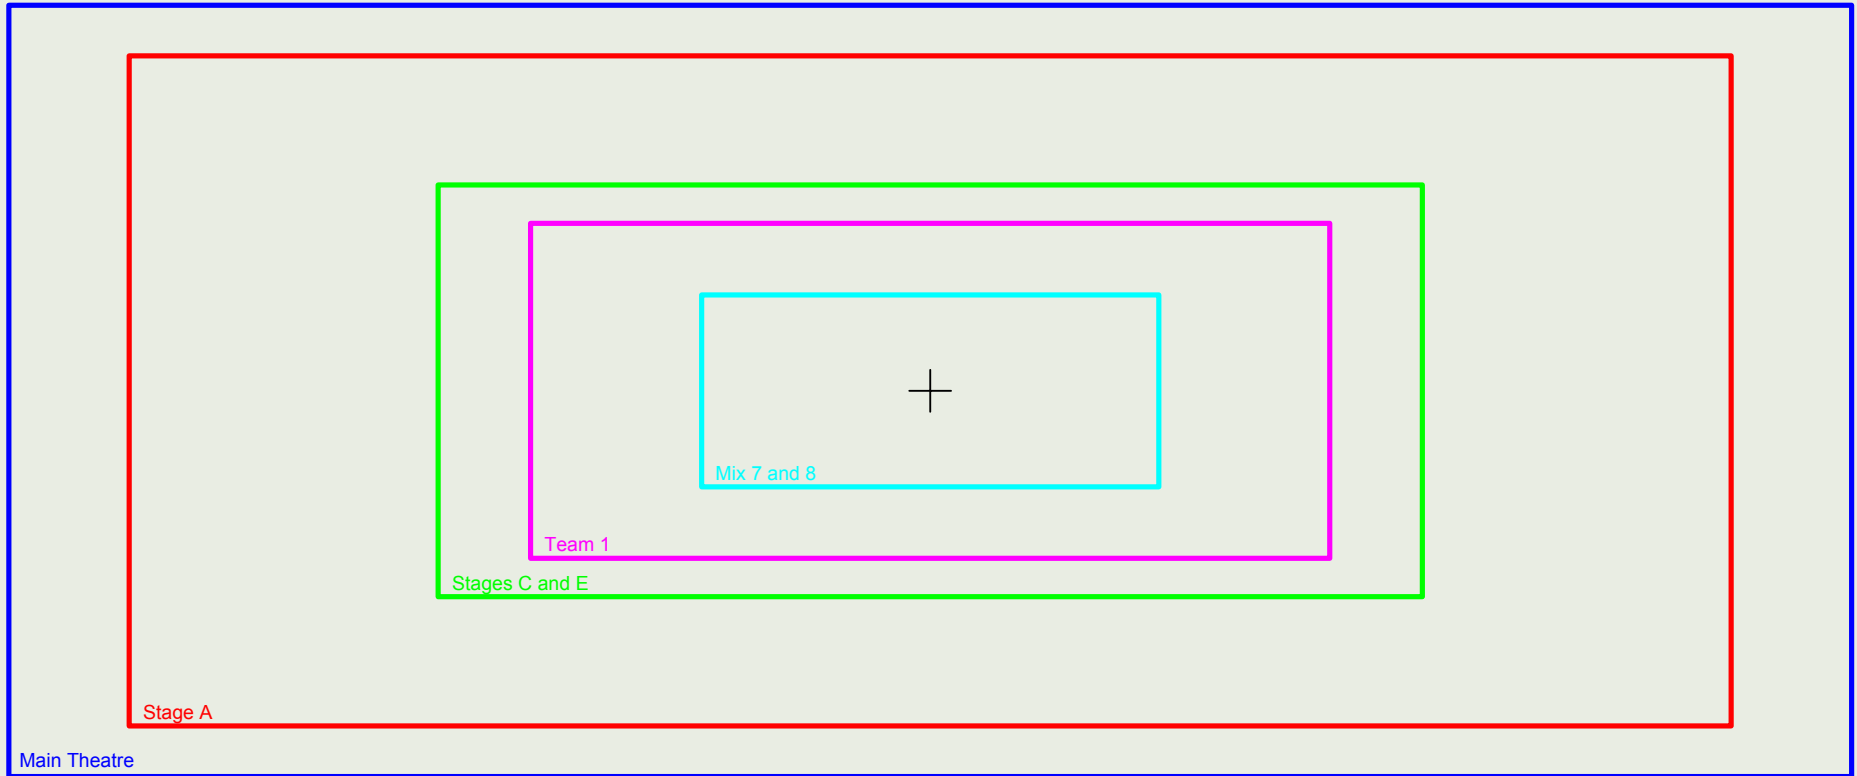 Mix 7 and 8
Team 1
Stages C and E
Stage A
Main Theatre